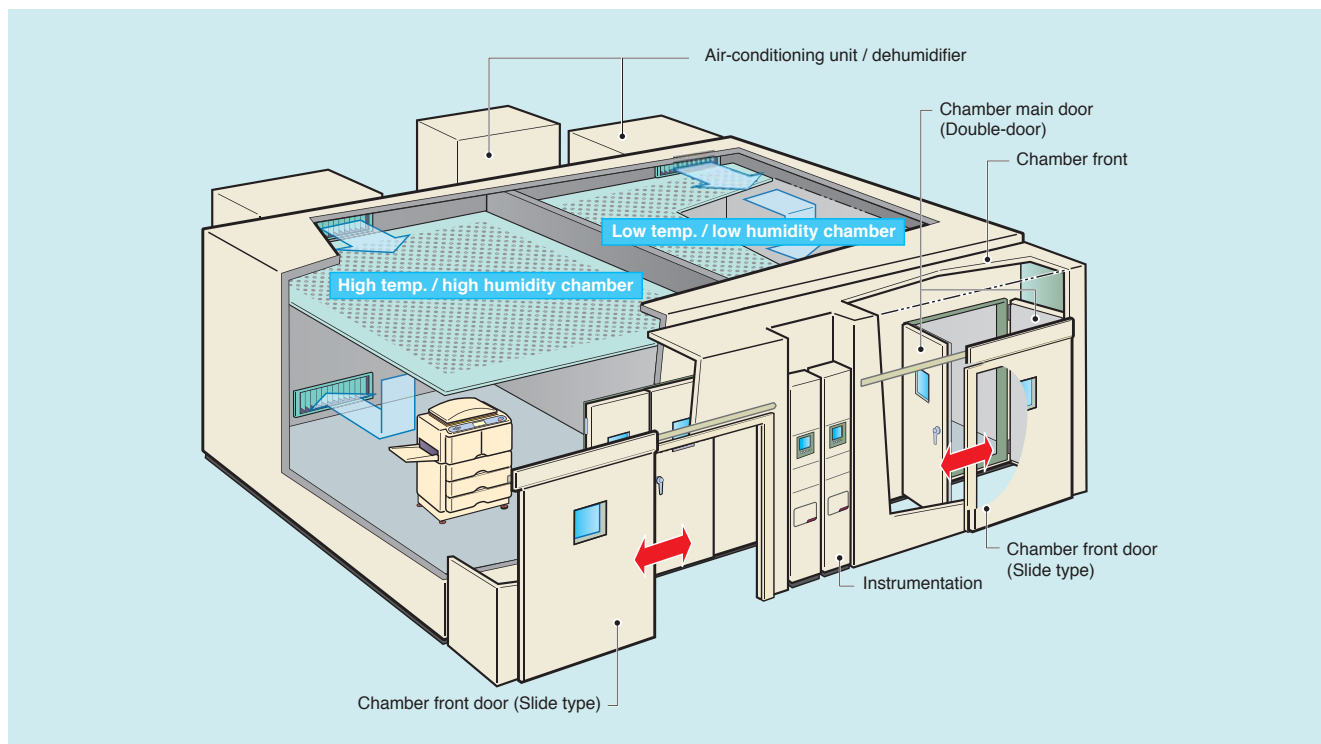 Air-conditioning unit / dehumidifier
Chamber main door
(Double-door)
Chamber front
Low temp. / low humidity chamber
High temp. / high humidity chamber
Chamber front door
(Slide type)
Instrumentation
Chamber front door (Slide type)